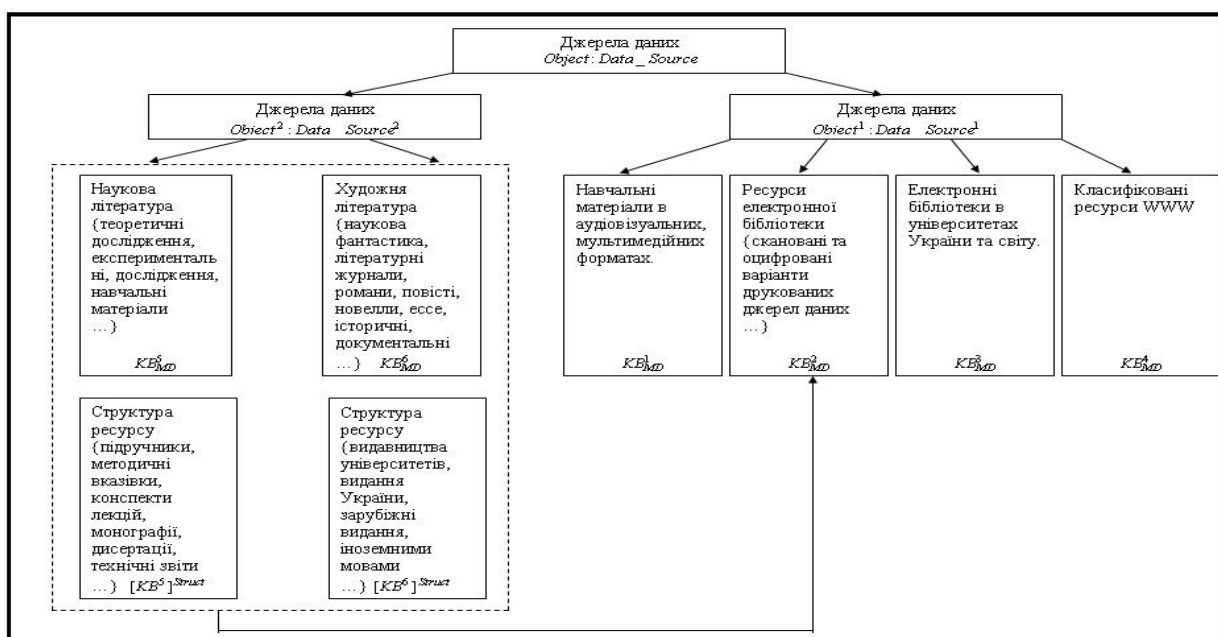 Джерела даних
Object: Data_Source
Джерела даних
Object² : Data Source²
Джерела даних
Object¹ : Data Source¹
Наукова
література
{теоретичні
дослідження,
експерименталь
ні, дослідження,
навчальні
матеріали
...}
KB⁵MD
Художня
література
{наукова
фантастика,
літературні
журнали,
романи, повісті,
новелли, ессе,
історичні,
документальні
...} KB⁶MD
Навчальні
матеріали в
аудіовізуальних,
мультимедійних
форматах.
KB¹MD
Ресурси
електронної
бібліотеки
{скановані та
оцифровані
варіанти
друкованих
джерел даних
...}
KB²MD
Електронні
бібліотеки в
університетах
України та світу.
KB³MD
Класифіковані
ресурси WWW
KB⁴MD
Структура
ресурсу
{підручники,
методичні
вказівки,
конспекти
лекцій,
монографії,
дисертації,
технічні звіти
...} [KB⁵]Struct
Структура
ресурсу
{видавництва
університетів,
видання
України,
зарубіжні
видання,
іноземними
мовами
...} [KB⁶]Struct